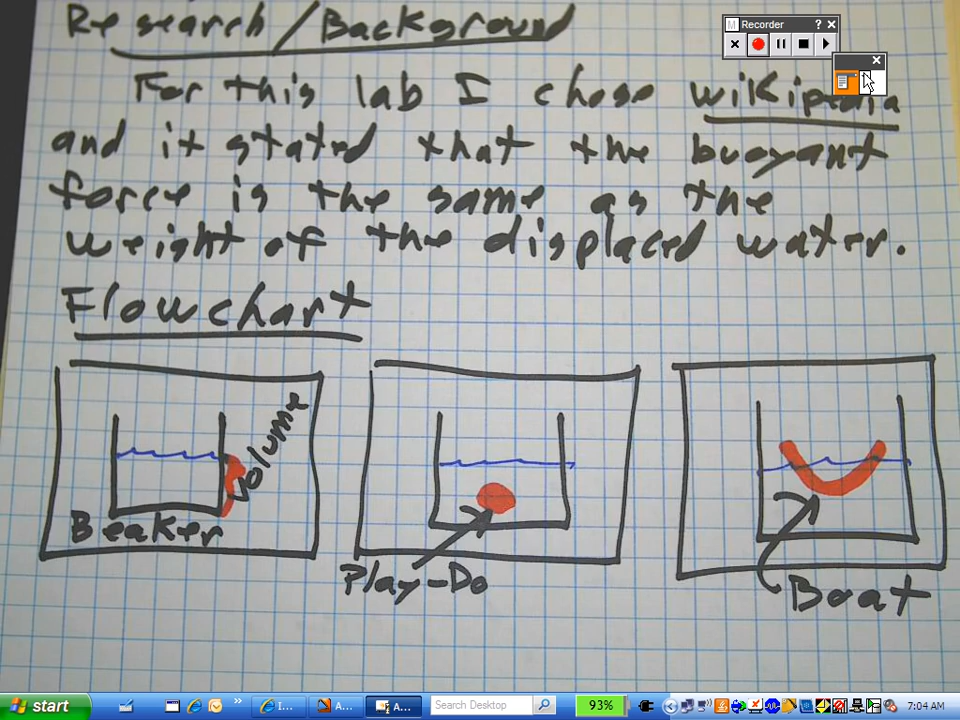 Research/Background
Recorder
For this lab I chose wikipedia
and it stated that the buoyant
force is the same as the
weight of the displaced water.
Flowchart
Volume
Beaker
Play-Do
Boat
start
I...
A...
A...
Search Desktop
93%
7:04 AM